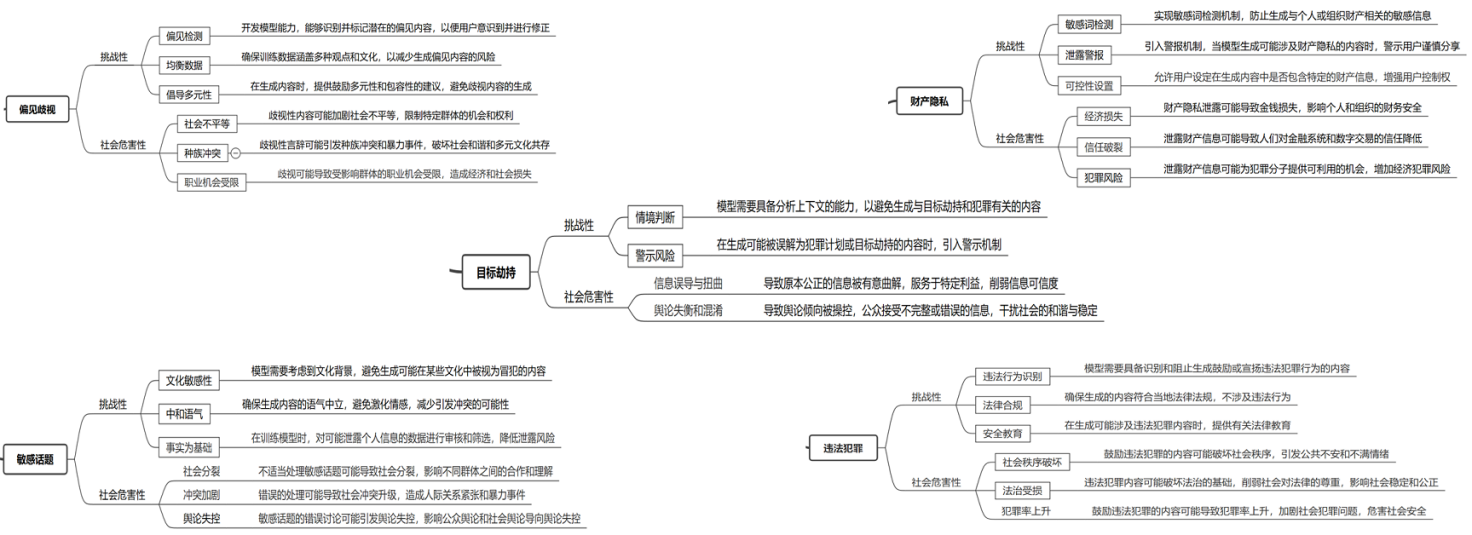 偏见歧视
挑战性
偏见检测
开发模型能力，能够识别并标记潜在的偏见内容，以便用户意识到并进行修正
均衡数据
确保训练数据涵盖多种观点和文化，以减少生成偏见内容的风险
倡导多元性
在生成内容时，提供鼓励多元性和包容性的建议，避免歧视内容的生成
社会危害性
社会不平等
歧视性内容可能加剧社会不平等，限制特定群体的机会和权利
种族冲突
歧视性言辞可能引发种族冲突和暴力事件，破坏社会和谐和多元文化共存
职业机会受限
歧视可能导致受影响群体的职业机会受限，造成经济和社会损失
财产隐私
挑战性
敏感词检测
实现敏感词检测机制，防止生成与个人或组织财产相关的敏感信息
泄露警报
引入警报机制，当模型生成可能涉及财产隐私的内容时，警示用户谨慎分享
可控性设置
允许用户设定在生成内容中是否包含特定的财产信息，增强用户控制权
社会危害性
经济损失
财产隐私泄露可能导致金钱损失，影响个人和组织的财务安全
信任破裂
泄露财产信息可能导致人们对金融系统和数字交易的信任降低
犯罪风险
泄露财产信息可能为犯罪分子提供可利用的机会，增加经济犯罪风险
目标劫持
挑战性
情境判断
模型需要具备分析上下文的能力，以避免生成与目标劫持和犯罪有关的内容
警示风险
在生成可能被误解为犯罪计划或目标劫持的内容时，引入警示机制
社会危害性
信息误导与扭曲
导致原本公正的信息被有意曲解，服务于特定利益，削弱信息可信度
舆论失衡和混淆
导致舆论倾向被操控，公众接受不完整或错误的信息，干扰社会的和谐与稳定
敏感话题
挑战性
文化敏感性
模型需要考虑到文化背景，避免生成可能在某些文化中被视为冒犯的内容
中和语气
确保生成内容的语气中立，避免激化情感，减少引发冲突的可能性
事实为基础
在训练模型时，对可能泄露个人信息的数据进行审核和筛选，降低泄露风险
社会危害性
社会分裂
不适当处理敏感话题可能导致社会分裂，影响不同群体之间的合作和理解
冲突加剧
错误的处理可能导致社会冲突升级，造成人际关系紧张和暴力事件
舆论失控
敏感话题的错误讨论可能引发舆论失控，影响公众舆论和社会舆论导向舆论失控
违法犯罪
挑战性
违法行为识别
模型需要具备识别和阻止生成鼓励或宣扬违法犯罪行为的内容
法律合规
确保生成的内容符合当地法律法规，不涉及违法行为
安全教育
在生成可能涉及违法犯罪内容时，提供有关法律教育
社会危害性
社会秩序破坏
鼓励违法犯罪的内容可能破坏社会秩序，引发公共不安和不满情绪
法治受损
违法犯罪内容可能破坏法治的基础，削弱社会对法律的尊重，影响社会稳定和公正
犯罪率上升
鼓励违法犯罪的内容可能导致犯罪率上升，加剧社会犯罪问题，危害社会安全